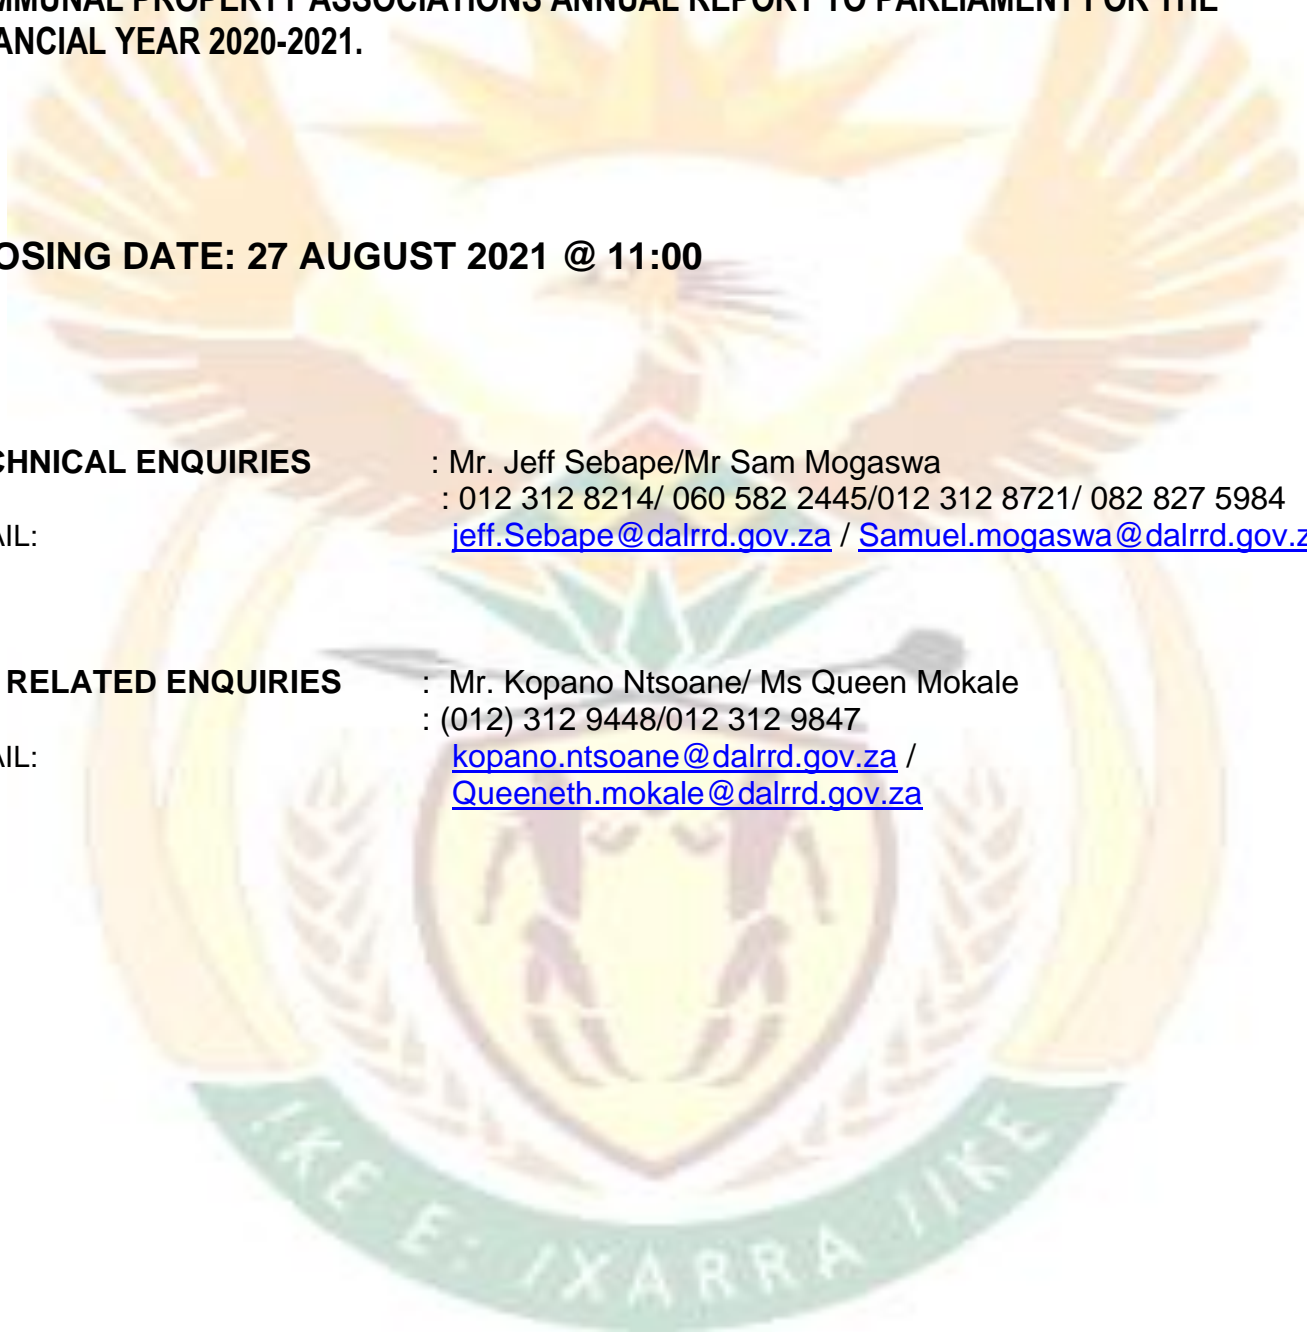 MMUNAL PROPERTY ASSOCIATIONS ANNUAL REPORT TO PARLIAMENT FOR THE
ANCIAL YEAR 2020-2021.
OSING DATE: 27 AUGUST 2021 @ 11:00
CHNICAL ENQUIRIES : Mr. Jeff Sebape/Mr Sam Mogaswa
: 012 312 8214/ 060 582 2445/012 312 8721/ 082 827 5984
AIL: jeff.Sebape@dalrrd.gov.za / Samuel.mogaswa@dalrrd.gov.z
RELATED ENQUIRIES : Mr. Kopano Ntsoane/ Ms Queen Mokale
: (012) 312 9448/012 312 9847
AIL: kopano.ntsoane@dalrrd.gov.za /
Queeneth.mokale@dalrrd.gov.za
!KE E: /XARRA //KE